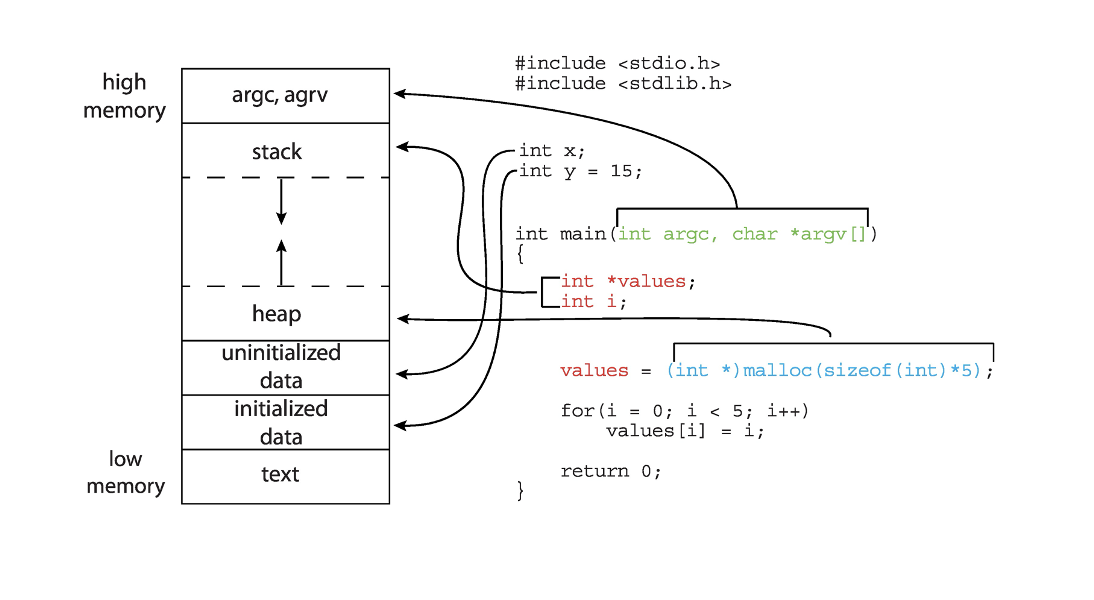 high
memory
argc, agrv
stack
heap
uninitialized
data
initialized
data
low
memory
text
#include <stdio.h>
#include <stdlib.h>
int x;
int y = 15;
int main(int argc, char *argv[])
{
int *values;
int i;
values = (int *)malloc(sizeof(int)*5);
for(i = 0; i < 5; i++)
values[i] = i;
return 0;
}